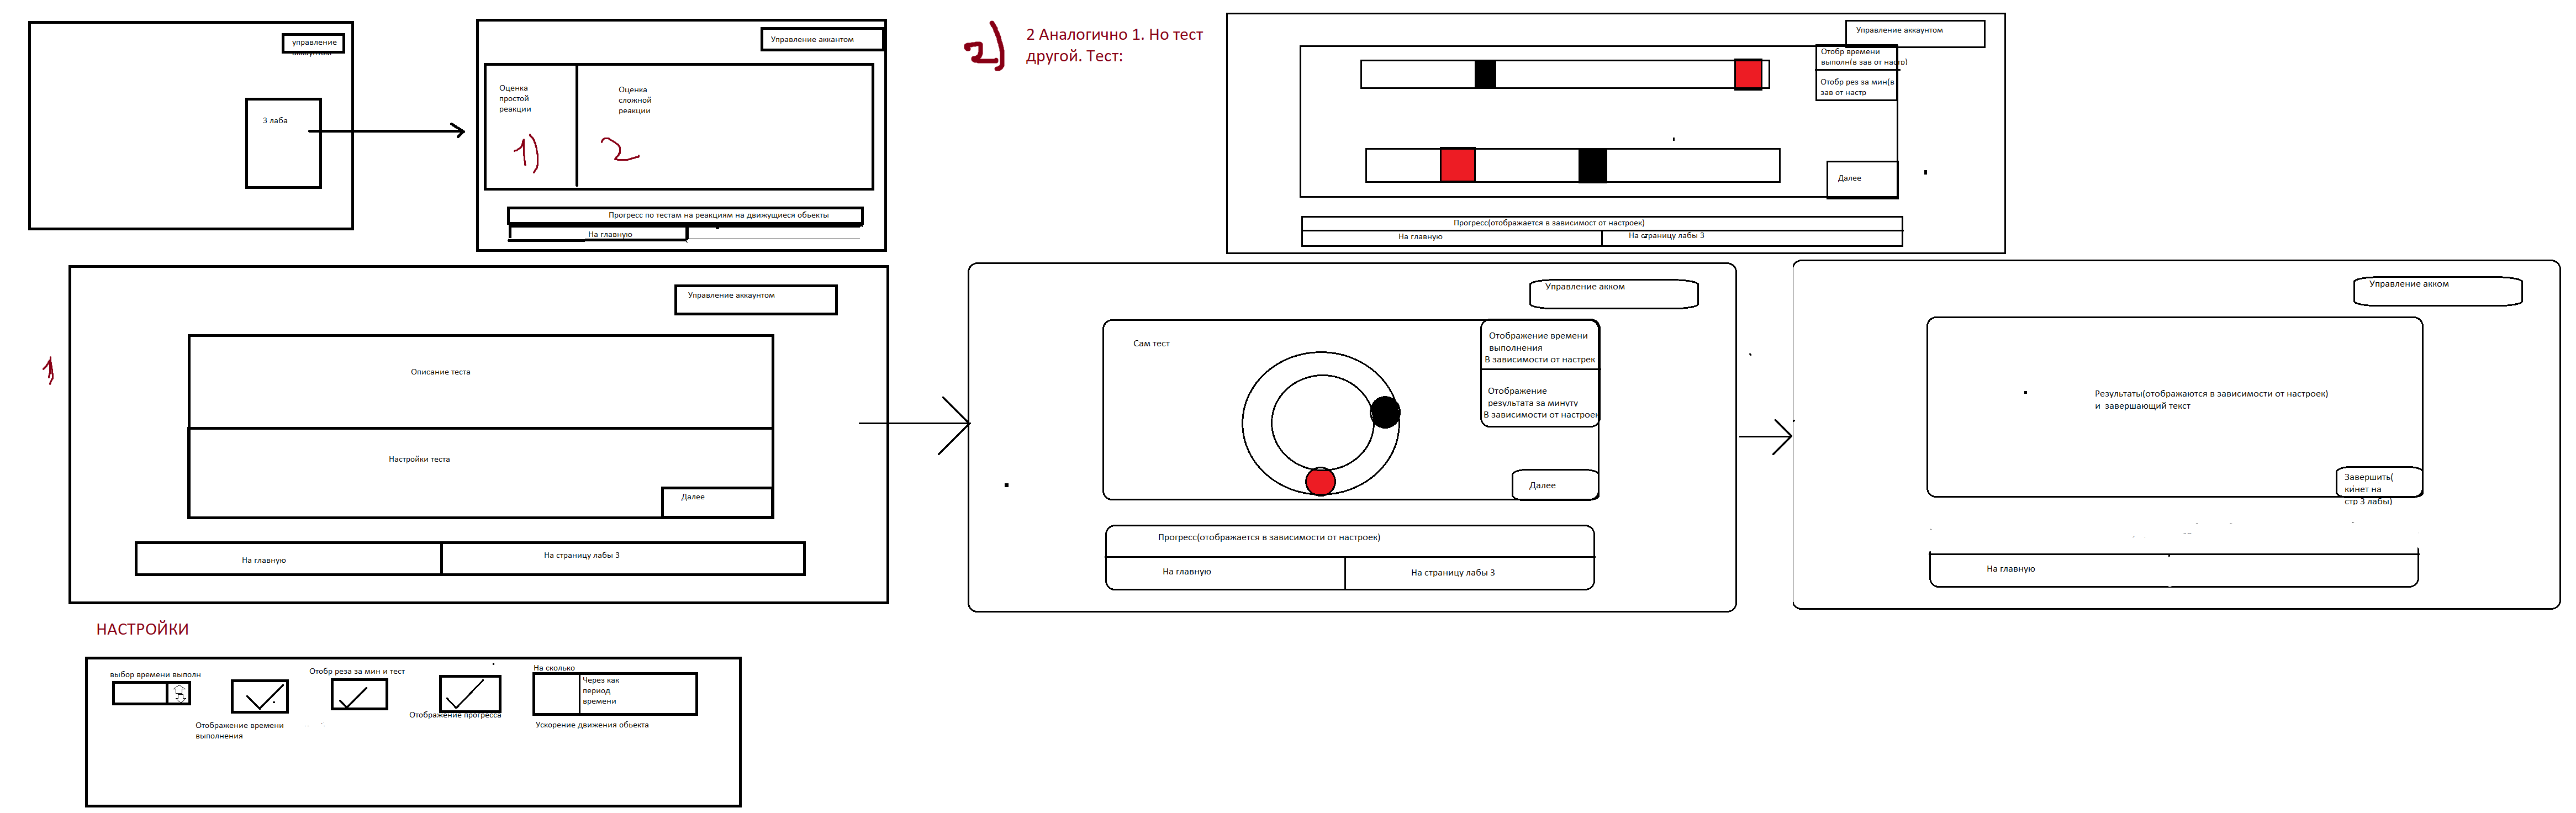 управление
аккаунтом
3 лаба
Управление аккантом
Оценка
простой
реакции
1)
Оценка
сложной
реакции
2
Прогресс по тестам на реакциям на движущиеся обьекты
На главную
2)
2 Аналогично 1. Но тест
другой. Тест:
Управление аккаунтом
Отобр времени
выполн(в зав от настр)
Отобр рез за мин(в
зав от настр
Далее
Прогресс(отображается в зависимост от настроек)
На главную
На страницу лабы 3
1)
Управление аккаунтом
Описание теста
Настройки теста
Далее
На главную
На страницу лабы 3
Управление акком
Сам тест
Отображение времени
выполнения
В зависимости от настрек
Отображение
результата за минуту
В зависимости от настроек
Далее
Прогресс(отображается в зависимости от настроек)
На главную
На страницу лабы 3
Управление акком
Результаты(отображаются в зависимости от настроек)
и завершающий текст
Завершить(
кинет на
стр 3 лабы)
На главную
НАСТРОЙКИ
выбор времени выполн
Отображение времени
выполнения
Отобр реза за мин и тест
Отображение прогресса
На сколько
Через как
период
времени
Ускорение движения обьекта